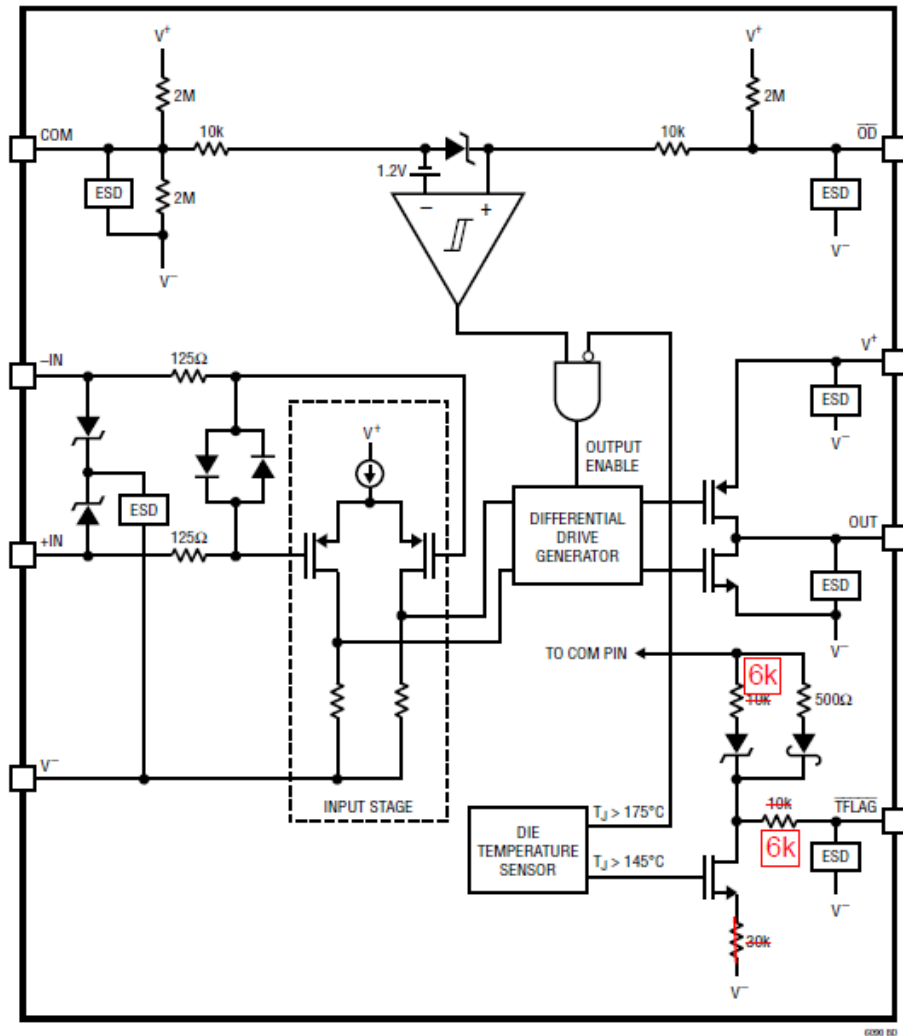 V⁺
V⁺
2M
2M
COM
10k
10k
OD
1.2V
ESD
2M
– +
ESD
V⁻
V⁻
–IN
125Ω
V⁺
ESD
V⁻
V⁺
OUTPUT
ENABLE
ESD
DIFFERENTIAL
DRIVE
GENERATOR
OUT
+IN
125Ω
ESD
V⁻
TO COM PIN
6k
10k
500Ω
V⁻
INPUT STAGE
TJ > 175°C
10k
TFLAG
DIE
TEMPERATURE
SENSOR
6k
ESD
TJ > 145°C
V⁻
30k
V⁻
6090 BD